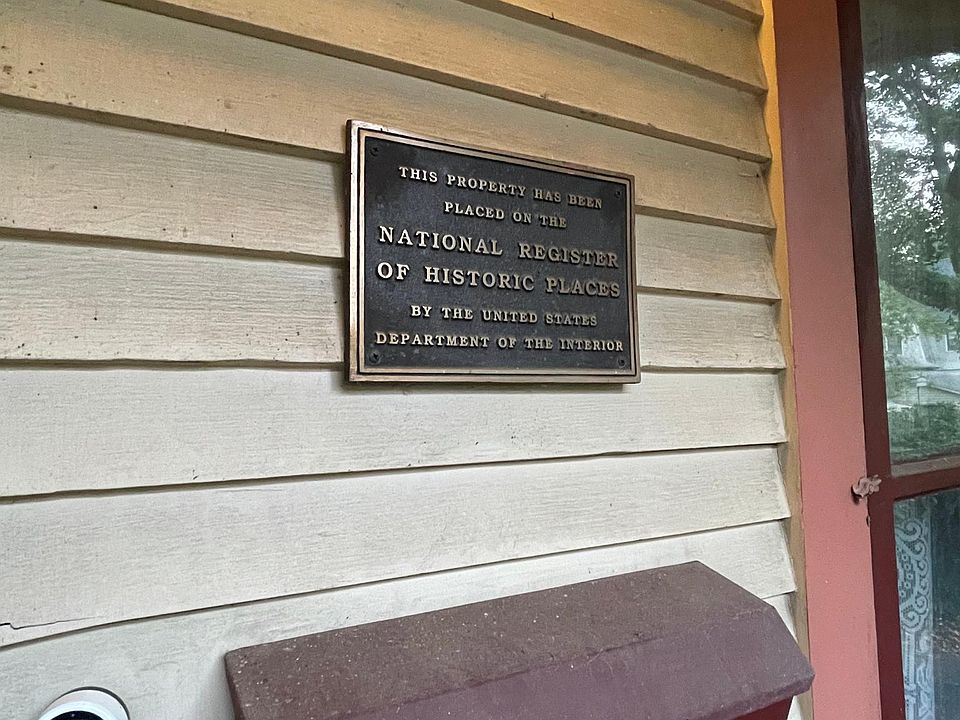 THIS PROPERTY HAS BEEN
PLACED ON THE
NATIONAL REGISTER
OF HISTORIC PLACES
BY THE UNITED STATES
DEPARTMENT OF THE INTERIOR